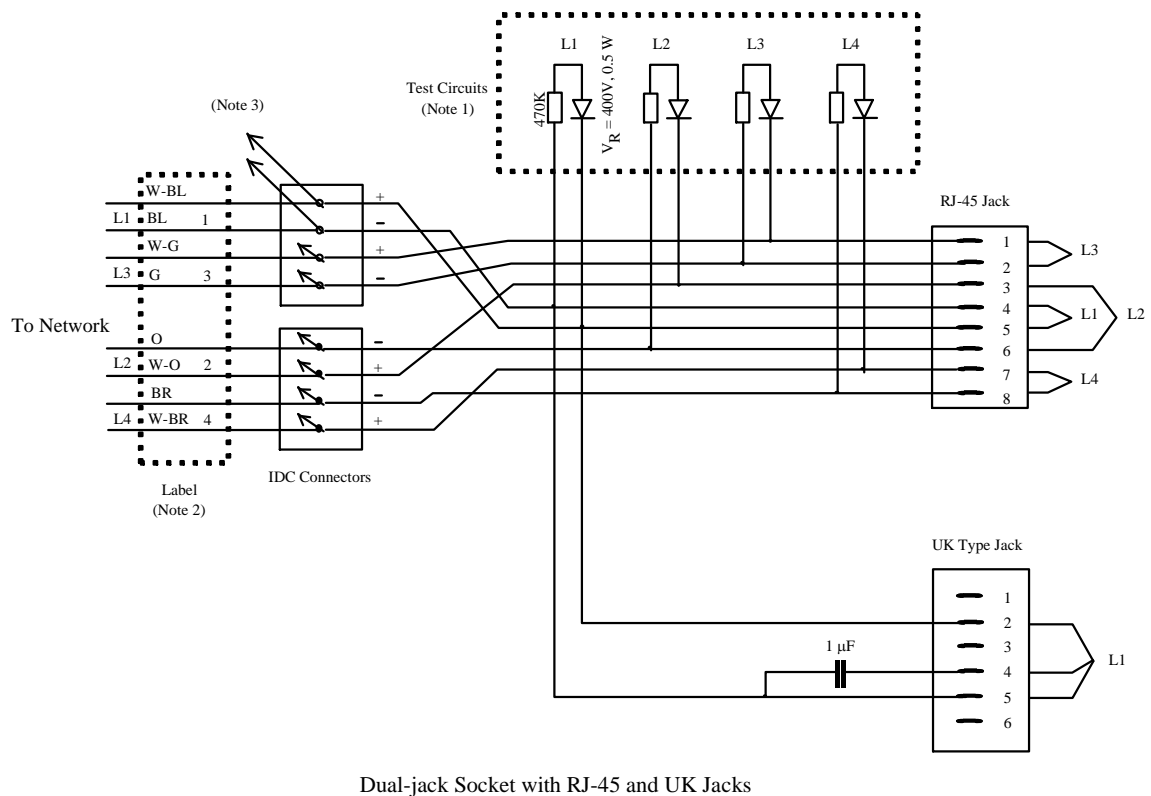 L1 L2 L3 L4
Test Circuits
(Note 1)
470K
V_R = 400V, 0.5 W
(Note 3)
RJ-45 Jack
W-BL +
L1 BL 1 −
W-G +
L3 G 3 −
To Network
O −
L2 W-O 2 +
BR −
L4 W-BR 4 +
IDC Connectors
Label
(Note 2)
1
2
3
4
5
6
7
8
L3
L1
L2
L4
UK Type Jack
1
2
3
4
5
6
L1
1 µF
Dual-jack Socket with RJ-45 and UK Jacks